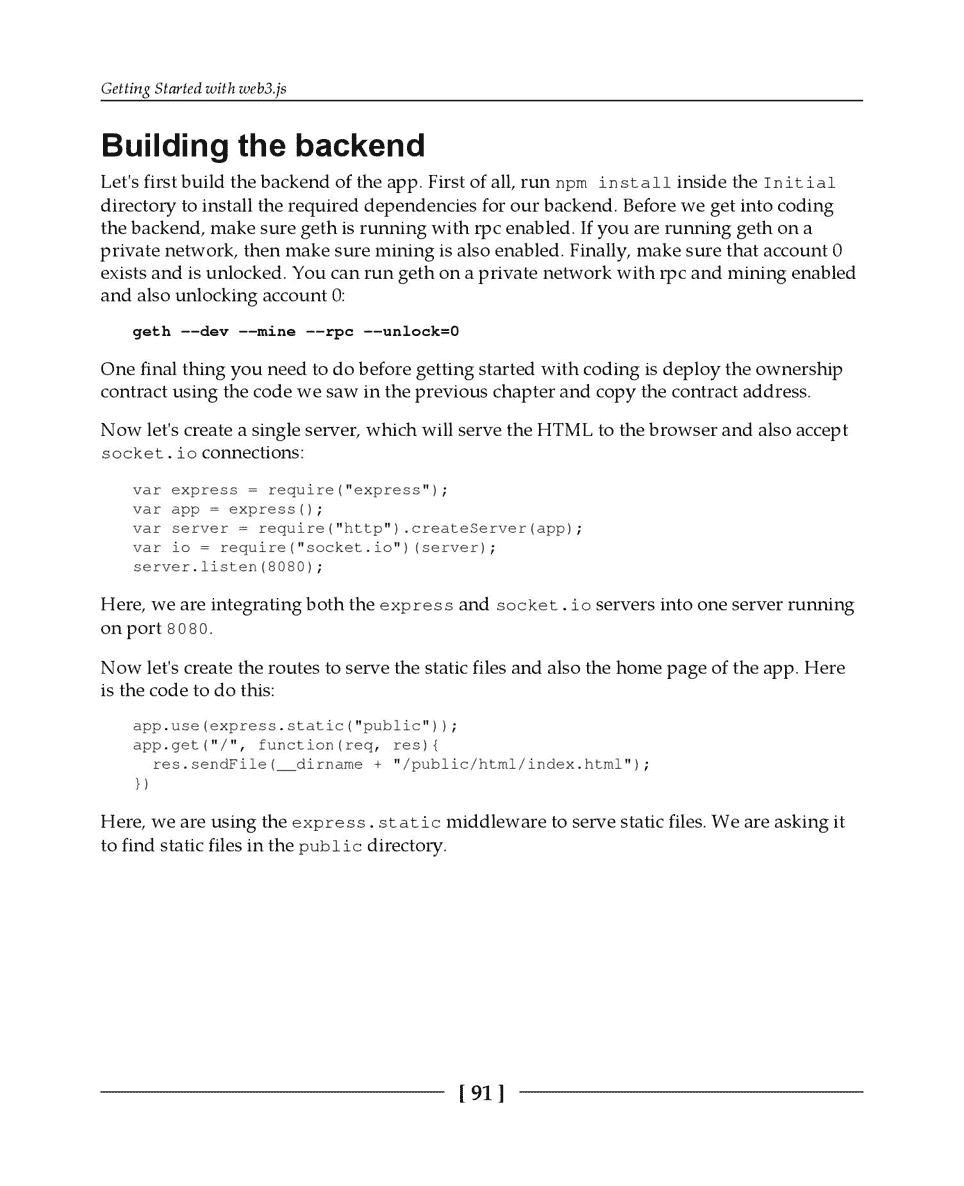 Getting Started with web3.js
Building the backend
Let's first build the backend of the app. First of all, run npm install inside the Initial
directory to install the required dependencies for our backend. Before we get into coding
the backend, make sure geth is running with rpc enabled. If you are running geth on a
private network, then make sure mining is also enabled. Finally, make sure that account 0
exists and is unlocked. You can run geth on a private network with rpc and mining enabled
and also unlocking account 0:
geth --dev --mine --rpc --unlock=0
One final thing you need to do before getting started with coding is deploy the ownership
contract using the code we saw in the previous chapter and copy the contract address.
Now let's create a single server, which will serve the HTML to the browser and also accept
socket.io connections:
var express = require("express");
var app = express();
var server = require("http").createServer(app);
var io = require("socket.io")(server);
server.listen(8080);
Here, we are integrating both the express and socket.io servers into one server running
on port 8080.
Now let's create the routes to serve the static files and also the home page of the app. Here
is the code to do this:
app.use(express.static("public"));
app.get("/", function(req, res){
  res.sendFile(__dirname + "/public/html/index.html");
})
Here, we are using the express.static middleware to serve static files. We are asking it
to find static files in the public directory.
[ 91 ]